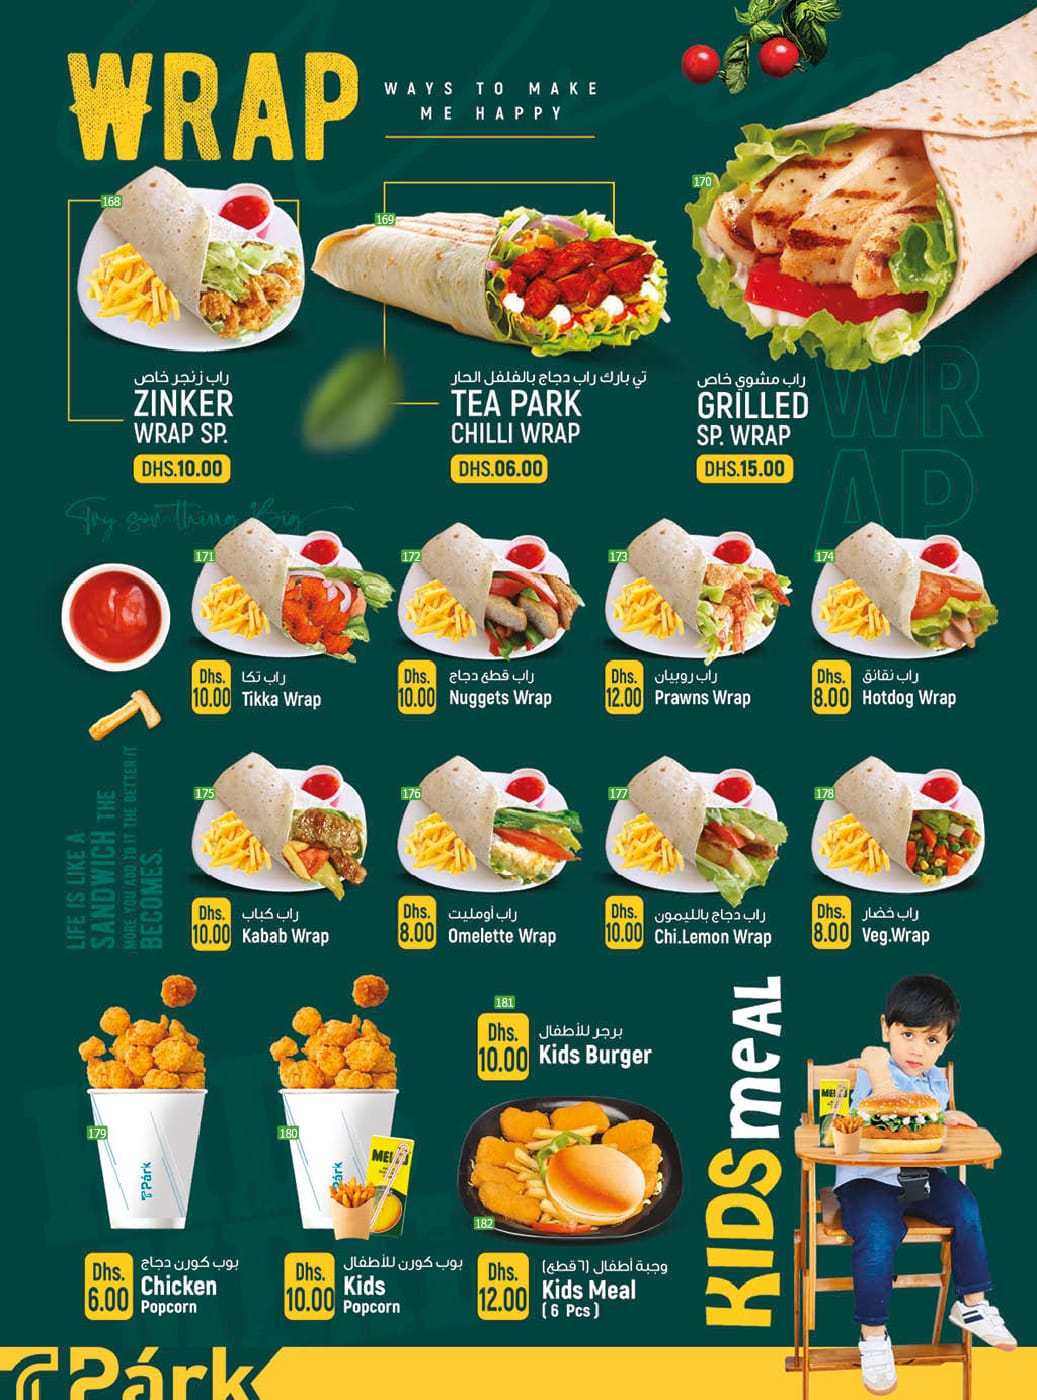 WRAP
WAYS TO MAKE
ME HAPPY
168
169
170
راب زنجر خاص
ZINKER
WRAP SP.
DHS.10.00
تي بارك راب دجاج بالفلفل الحار
TEA PARK
CHILLI WRAP
DHS.06.00
راب مشوي خاص
GRILLED
SP. WRAP
DHS.15.00
WR
AP
Try something Big
171
172
173
174
Dhs.
10.00
راب تكا
Tikka Wrap
Dhs.
10.00
راب قطع دجاج
Nuggets Wrap
Dhs.
12.00
راب روبيان
Prawns Wrap
Dhs.
8.00
راب نقانق
Hotdog Wrap
LIFE IS LIKE A
SANDWICH THE
MORE YOU ADD TO IT THE BETTER IT
BECOMES.
175
176
177
178
Dhs.
10.00
راب كباب
Kabab Wrap
Dhs.
8.00
راب أومليت
Omelette Wrap
Dhs.
10.00
راب دجاج بالليمون
Chi.Lemon Wrap
Dhs.
8.00
راب خضار
Veg.Wrap
179
Párk
180
Párk
181
Dhs.
10.00
برجر للأطفال
Kids Burger
182
KIDS meAL
Dhs.
6.00
بوب كورن دجاج
Chicken
Popcorn
Dhs.
10.00
بوب كورن للأطفال
Kids
Popcorn
Dhs.
12.00
وجبة أطفال (٦ قطع)
Kids Meal
( 6 Pcs )
Párk